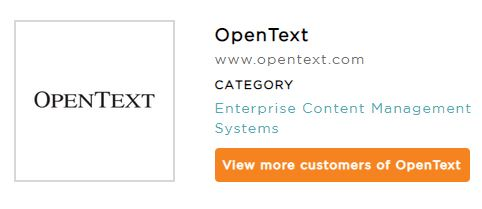 OPENTEXT
OpenText
www.opentext.com
CATEGORY
Enterprise Content Management
Systems
View more customers of OpenText